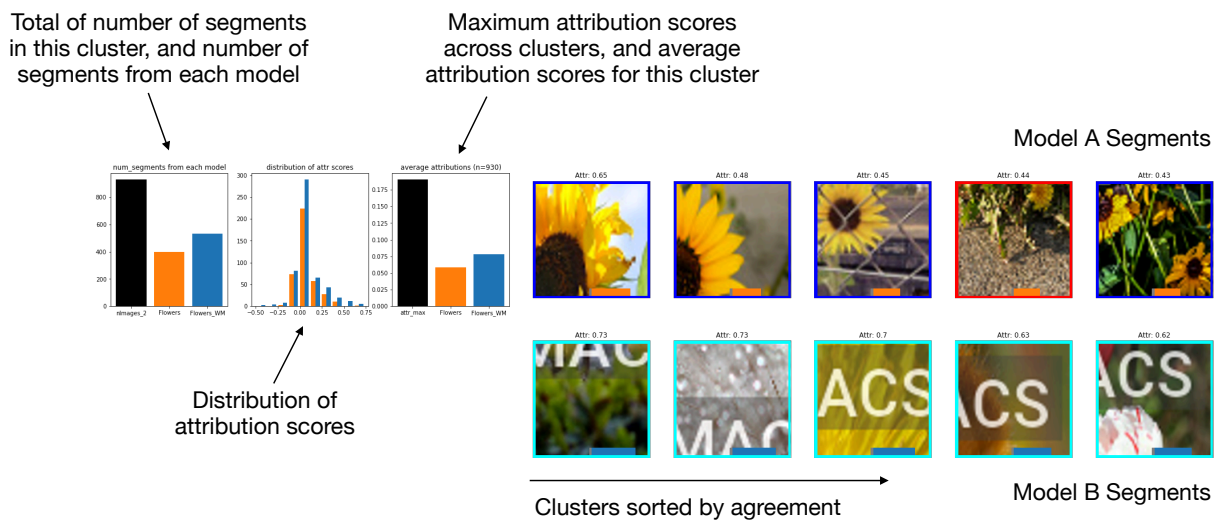 Total of number of segments
in this cluster, and number of
segments from each model
Maximum attribution scores
across clusters, and average
attribution scores for this cluster
Model A Segments
num_segments from each model
distribution of attr scores
average attributions (n=930)
800
600
400
200
0
nImages_2 Flowers Flowers_WM
300
250
200
150
100
50
0
−0.50 −0.25 0.00 0.25 0.50 0.75
0.175
0.150
0.125
0.100
0.075
0.050
0.025
0.000
attr_max Flowers Flowers_WM
Attr: 0.65
Attr: 0.48
Attr: 0.45
Attr: 0.44
Attr: 0.43
Attr: 0.73
Attr: 0.73
Attr: 0.7
Attr: 0.63
Attr: 0.62
MAC
MAC
ACS
ACS
ACS
Distribution of
attribution scores
Clusters sorted by agreement
Model B Segments